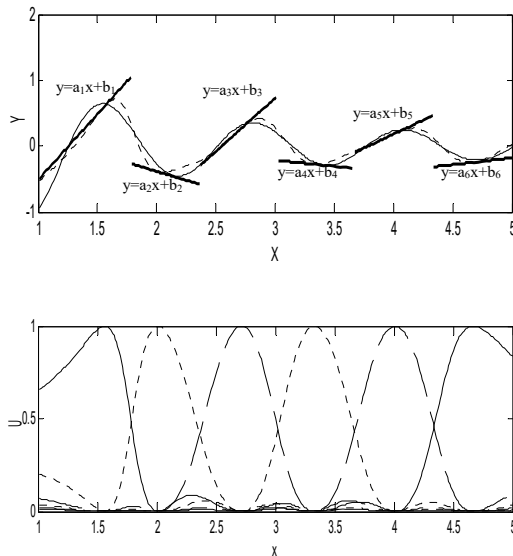 2
y=a₁x+b₁
y=a₃x+b₃
1
y=a₅x+b₅
Y
0
y=a₂x+b₂
y=a₄x+b₄
y=a₆x+b₆
-1
1 1.5 2 2.5 3 3.5 4 4.5 5
X
1
U
0.5
0
1 1.5 2 2.5 3 3.5 4 4.5 5
x